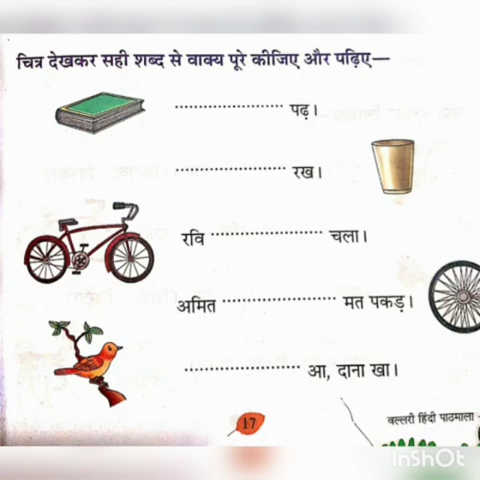 चित्र देखकर सही शब्द से वाक्य पूरे कीजिए और पढ़िए—
........................ पढ़।
........................ रख।
रवि ........................ चला।
अमित ........................ मत पकड़।
........................ आ, दाना खा।
17
वल्लरी हिंदी पाठमाला
InShOt